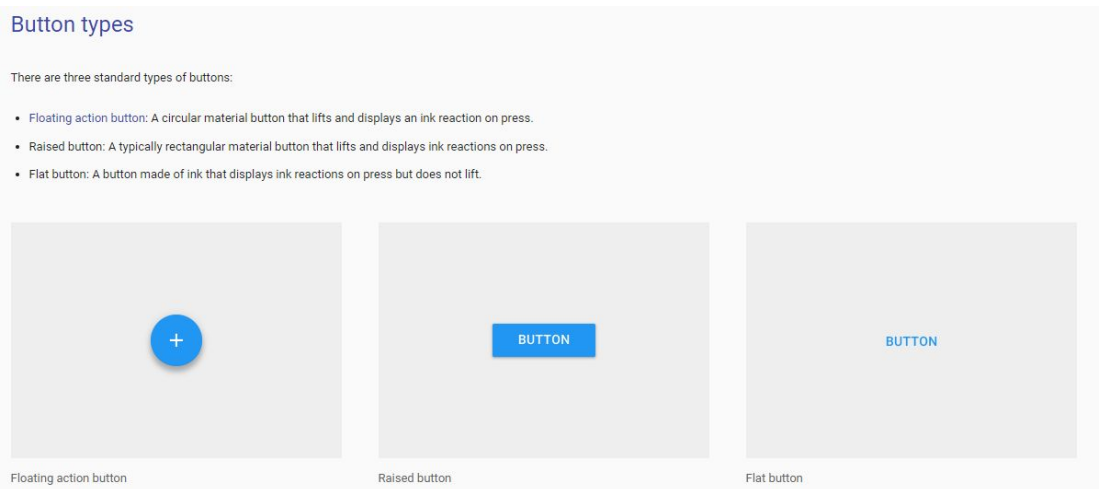 Button types
There are three standard types of buttons:
• Floating action button: A circular material button that lifts and displays an ink reaction on press.
• Raised button: A typically rectangular material button that lifts and displays ink reactions on press.
• Flat button: A button made of ink that displays ink reactions on press but does not lift.
+
BUTTON
BUTTON
Floating action button
Raised button
Flat button